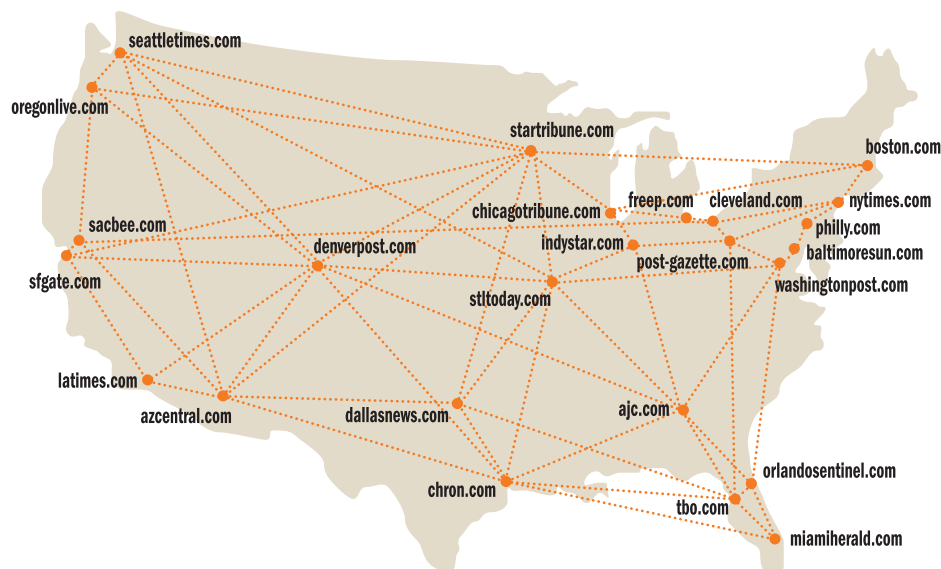 seattletimes.com
oregonlive.com
startribune.com
boston.com
freep.com
cleveland.com
nytimes.com
chicagotribune.com
sacbee.com
philly.com
indystar.com
denverpost.com
baltimoresun.com
post-gazette.com
sfgate.com
washingtonpost.com
stltoday.com
latimes.com
azcentral.com
dallasnews.com
ajc.com
orlandosentinel.com
chron.com
tbo.com
miamiherald.com